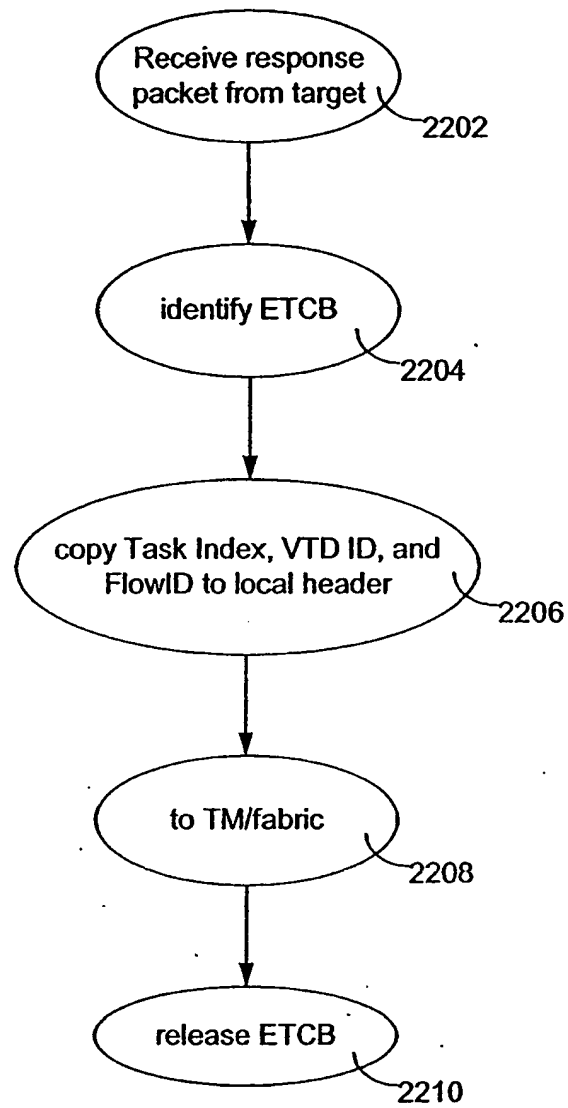 Receive response
packet from target
2202
identify ETCB
2204
copy Task Index, VTD ID, and
FlowID to local header
2206
to TM/fabric
2208
release ETCB
2210